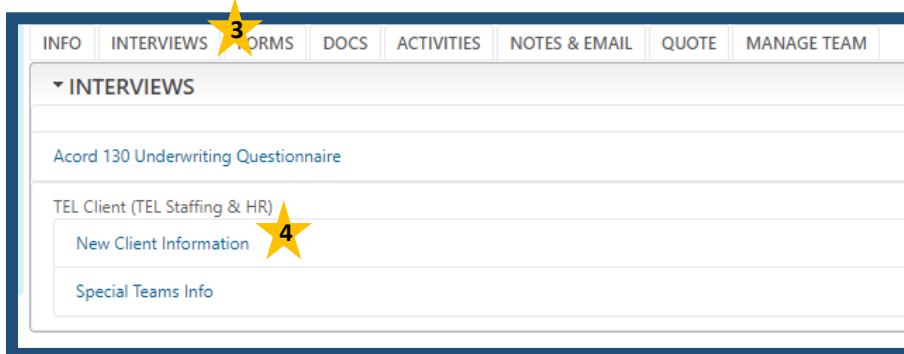 3
INFO INTERVIEWS FORMS DOCS ACTIVITIES NOTES & EMAIL QUOTE MANAGE TEAM
INTERVIEWS
Acord 130 Underwriting Questionnaire
TEL Client (TEL Staffing & HR)
New Client Information 4
Special Teams Info